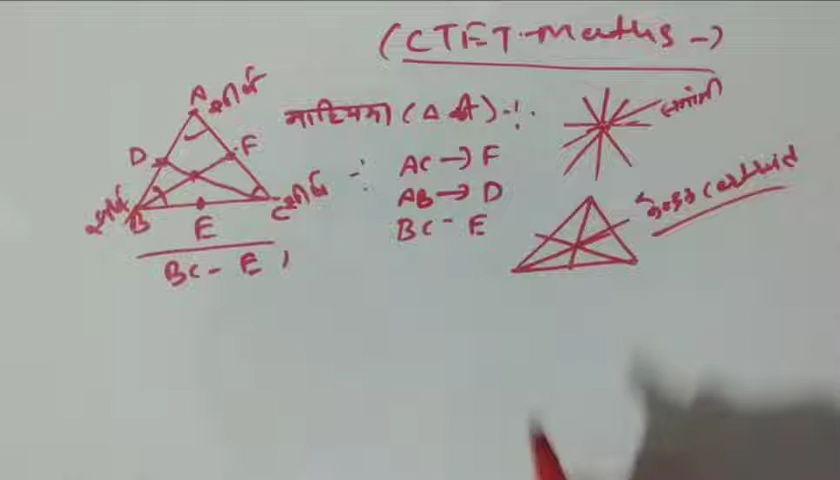 (CTET-Maths →)
A शीर्ष
माध्यिका (Δ की) -:-
D
F
AC → F
AB → D
BC - E
B
शीर्ष
C शीर्ष
E
BC - E,